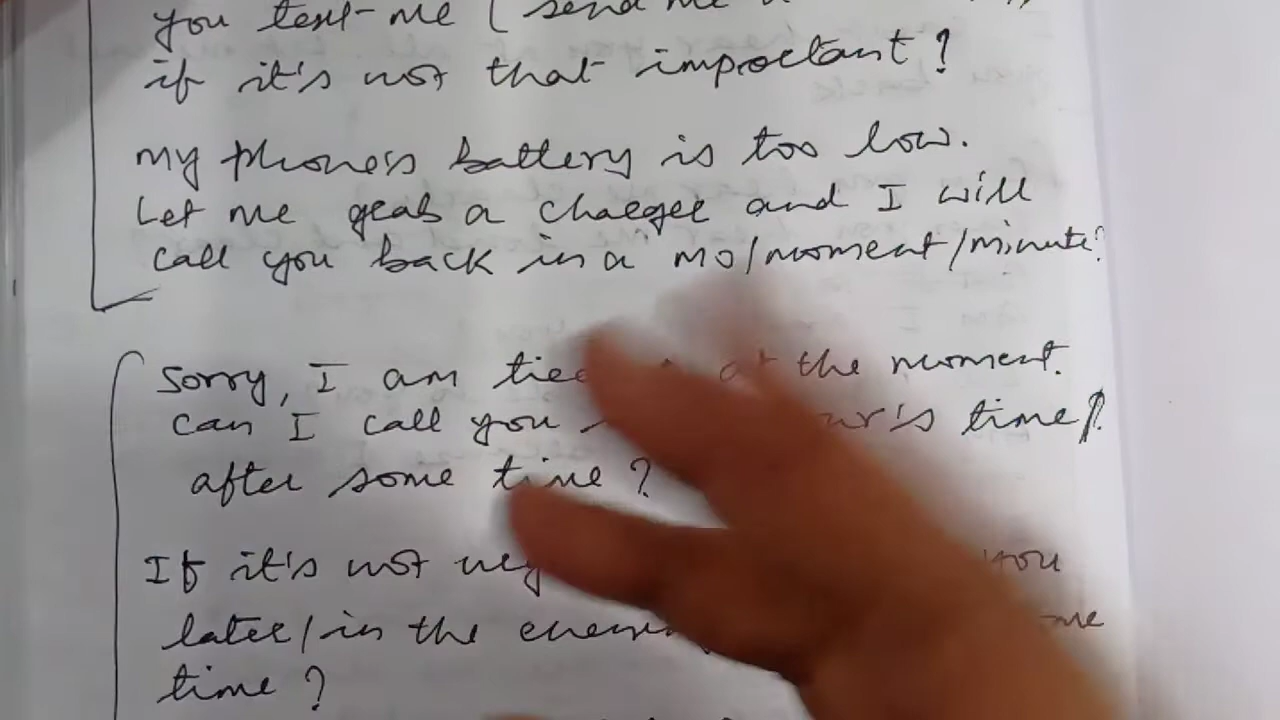 you text me ( send me a
if it's not that important?
My phone's battery is too low.
Let me grab a charger and I will
call you back in a mo/moment/minute?
Sorry, I am tied at the moment.
can I call you hour's time?
after some time?
If it's not you
later/in the evening
time?